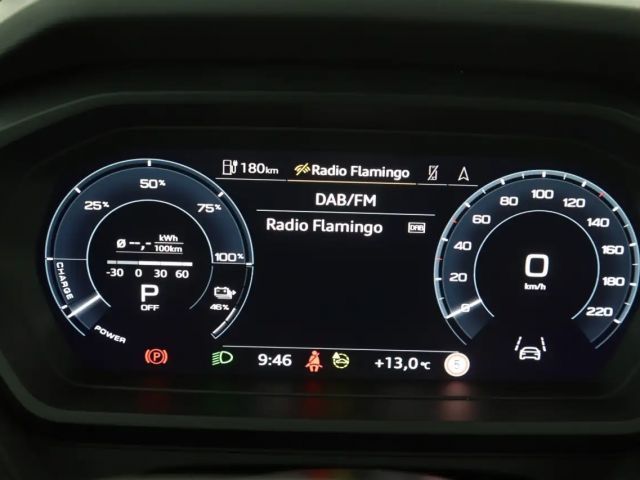 180km
Radio Flamingo
DAB/FM
Radio Flamingo
DAB
50%
25%
75%
100%
Ø --,- kWh
100km
-30 0 30 60
P
OFF
46%
CHARGE
POWER
0
20
40
60
80
100
120
140
160
180
200
220
0
km/h
9:46
+13,0 °C
5